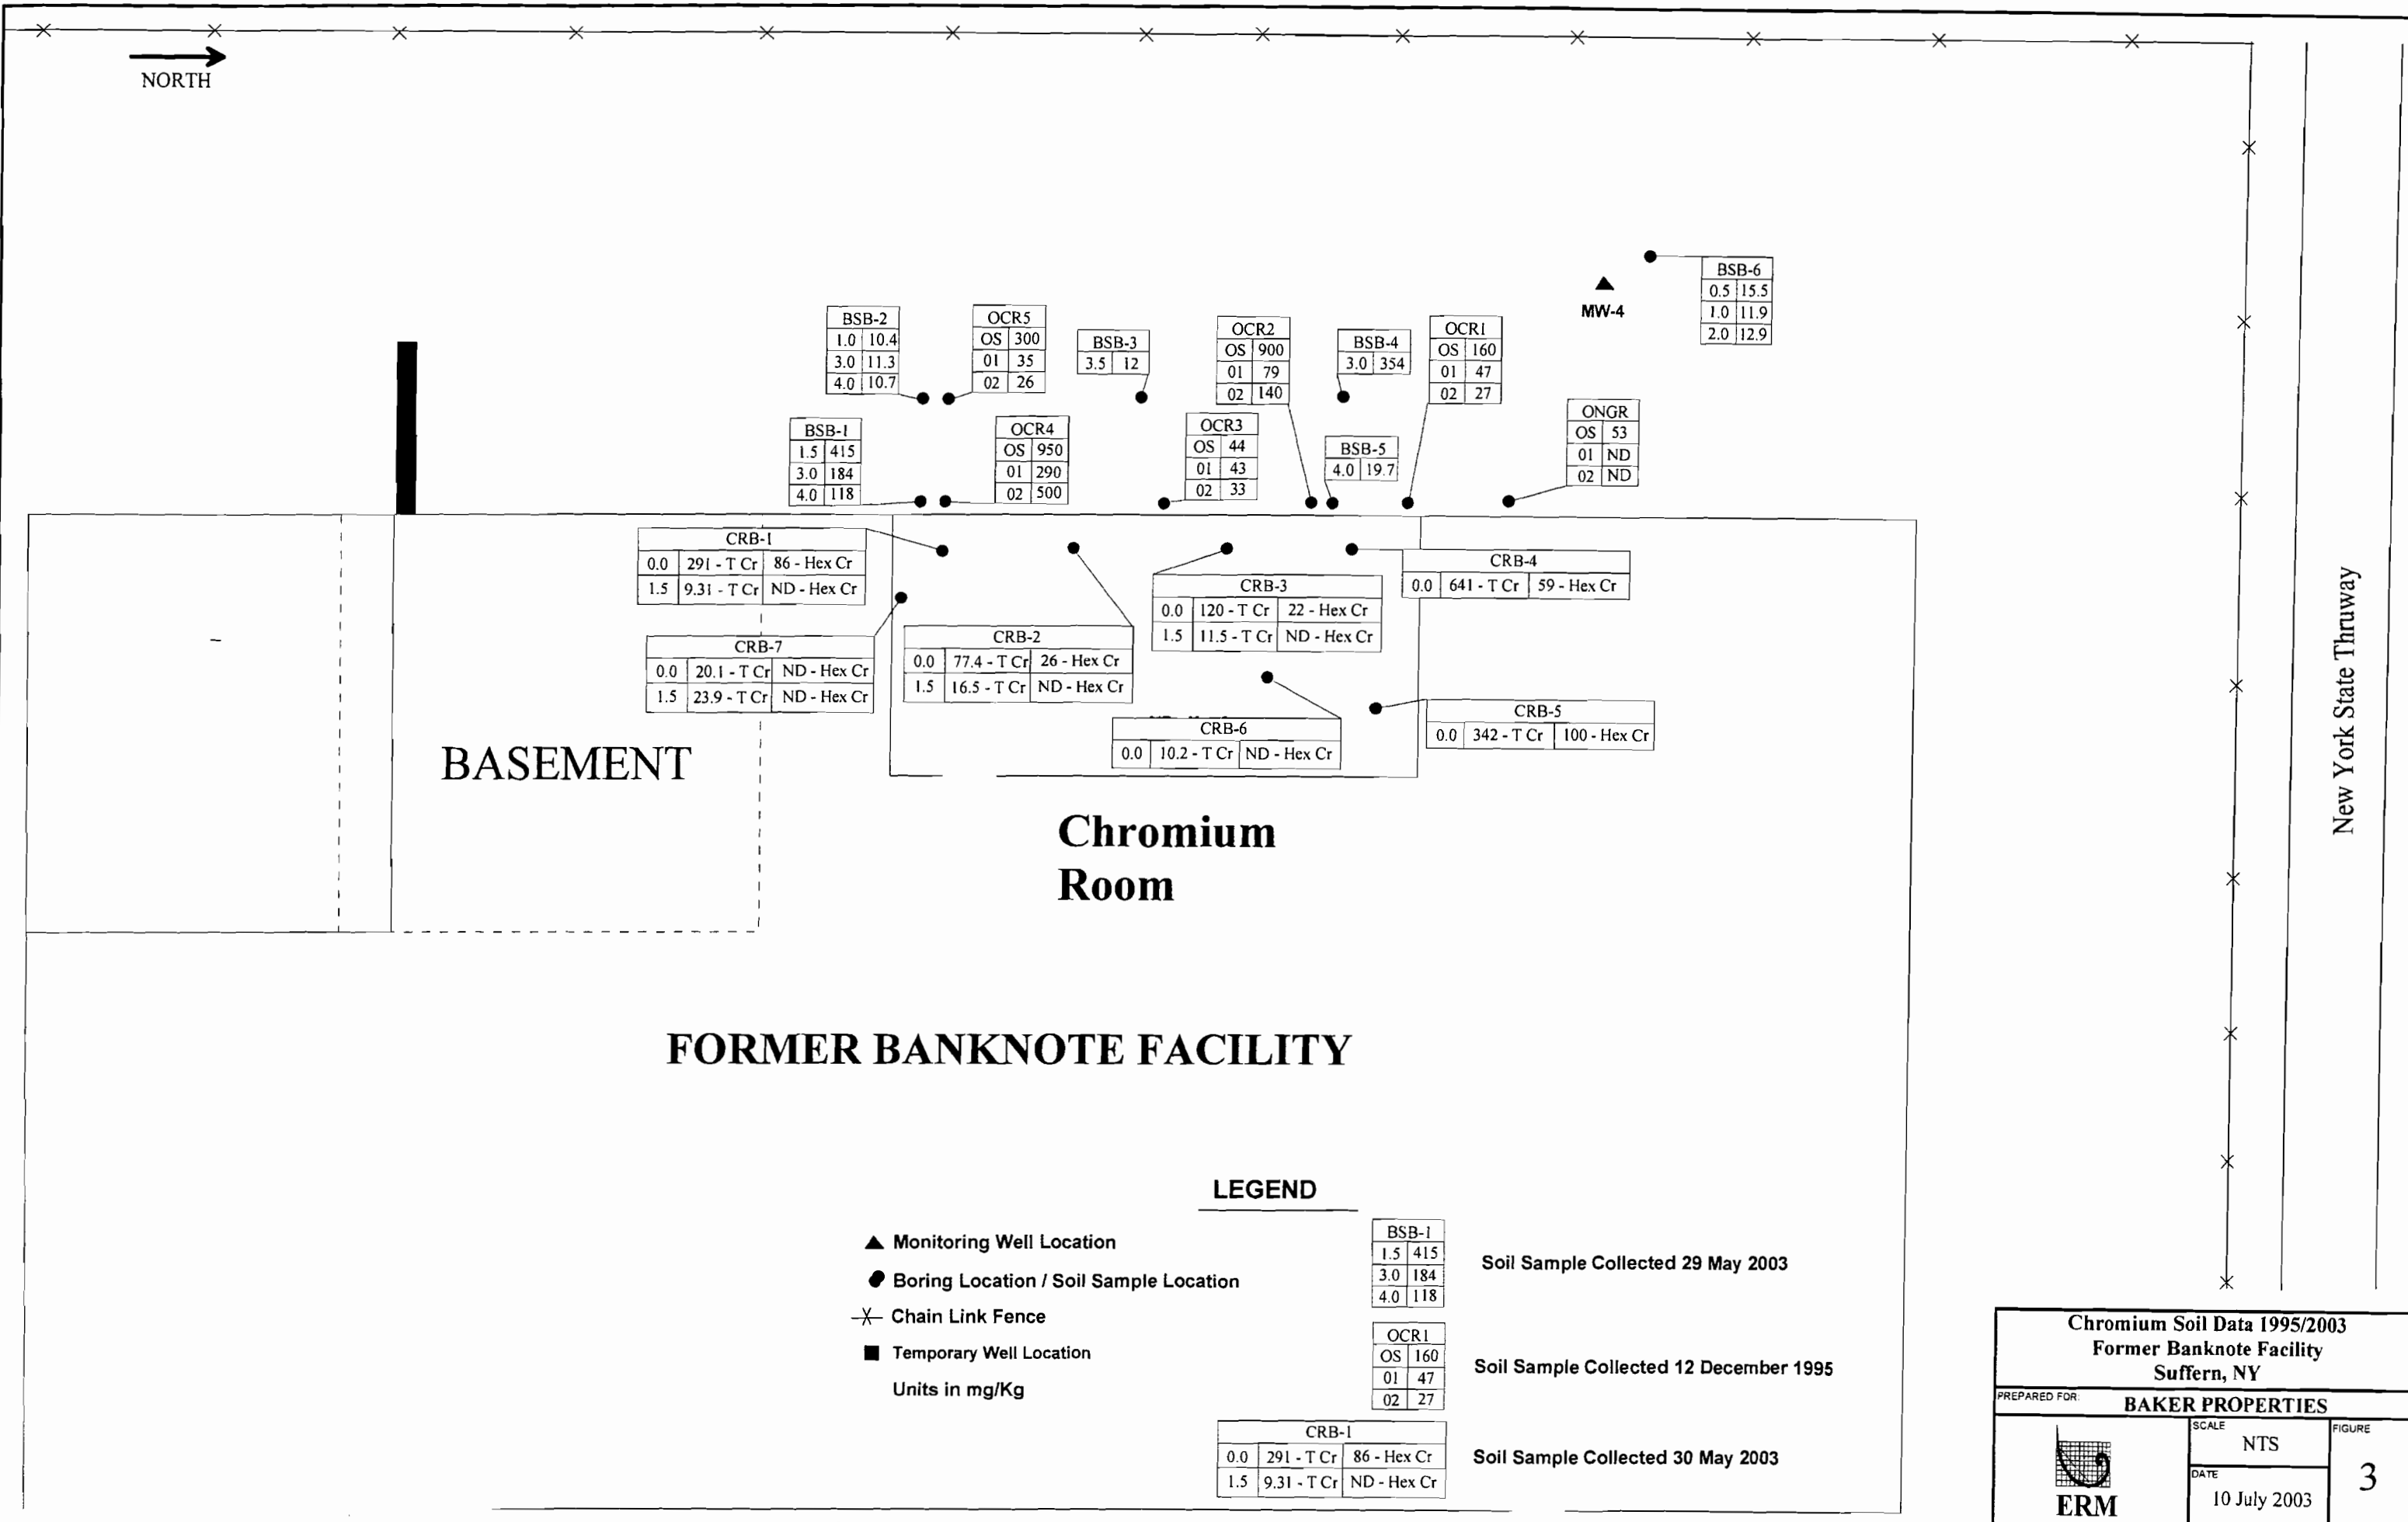 NORTH
BSB-6
0.5 15.5
1.0 11.9
2.0 12.9
MW-4
BSB-2
1.0 10.4
3.0 11.3
4.0 10.7
OCR5
OS 300
01 35
02 26
BSB-3
3.5 12
OCR2
OS 900
01 79
02 140
BSB-4
3.0 354
OCR1
OS 160
01 47
02 27
BSB-1
1.5 415
3.0 184
4.0 118
OCR4
OS 950
01 290
02 500
OCR3
OS 44
01 43
02 33
BSB-5
4.0 19.7
ONGR
OS 53
01 ND
02 ND
CRB-1
0.0 291 - T Cr 86 - Hex Cr
1.5 9.31 - T Cr ND - Hex Cr
CRB-7
0.0 20.1 - T Cr ND - Hex Cr
1.5 23.9 - T Cr ND - Hex Cr
CRB-2
0.0 77.4 - T Cr 26 - Hex Cr
1.5 16.5 - T Cr ND - Hex Cr
CRB-3
0.0 120 - T Cr 22 - Hex Cr
1.5 11.5 - T Cr ND - Hex Cr
CRB-4
0.0 641 - T Cr 59 - Hex Cr
CRB-6
0.0 10.2 - T Cr ND - Hex Cr
CRB-5
0.0 342 - T Cr 100 - Hex Cr
New York State Thruway
BASEMENT
Chromium
Room
FORMER BANKNOTE FACILITY
LEGEND
Monitoring Well Location
Boring Location / Soil Sample Location
Chain Link Fence
Temporary Well Location
Units in mg/Kg
BSB-1
1.5 415
3.0 184
4.0 118
Soil Sample Collected 29 May 2003
OCR1
OS 160
01 47
02 27
Soil Sample Collected 12 December 1995
CRB-1
0.0 291 - T Cr 86 - Hex Cr
1.5 9.31 - T Cr ND - Hex Cr
Soil Sample Collected 30 May 2003
Chromium Soil Data 1995/2003
Former Banknote Facility
Suffern, NY
PREPARED FOR:
BAKER PROPERTIES
ERM
SCALE
NTS
DATE
10 July 2003
FIGURE
3